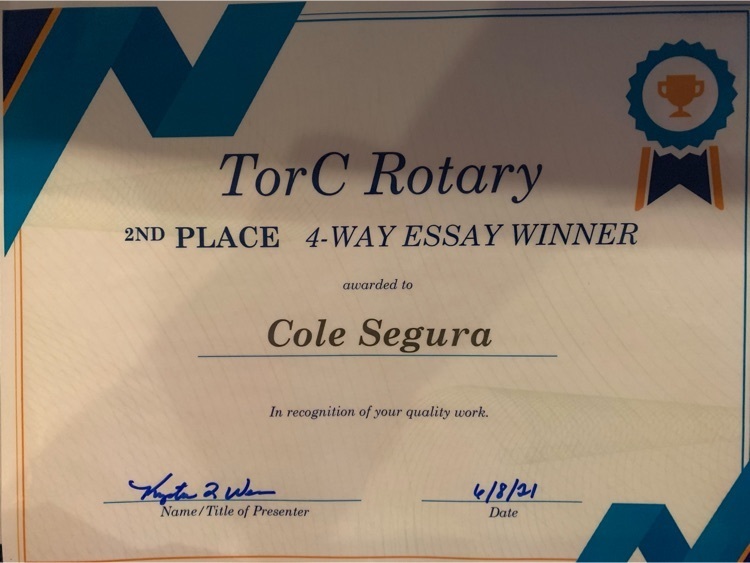 TorC Rotary
2ND PLACE 4-WAY ESSAY WINNER
awarded to
Cole Segura
In recognition of your quality work.
6/8/21
Name/Title of Presenter
Date